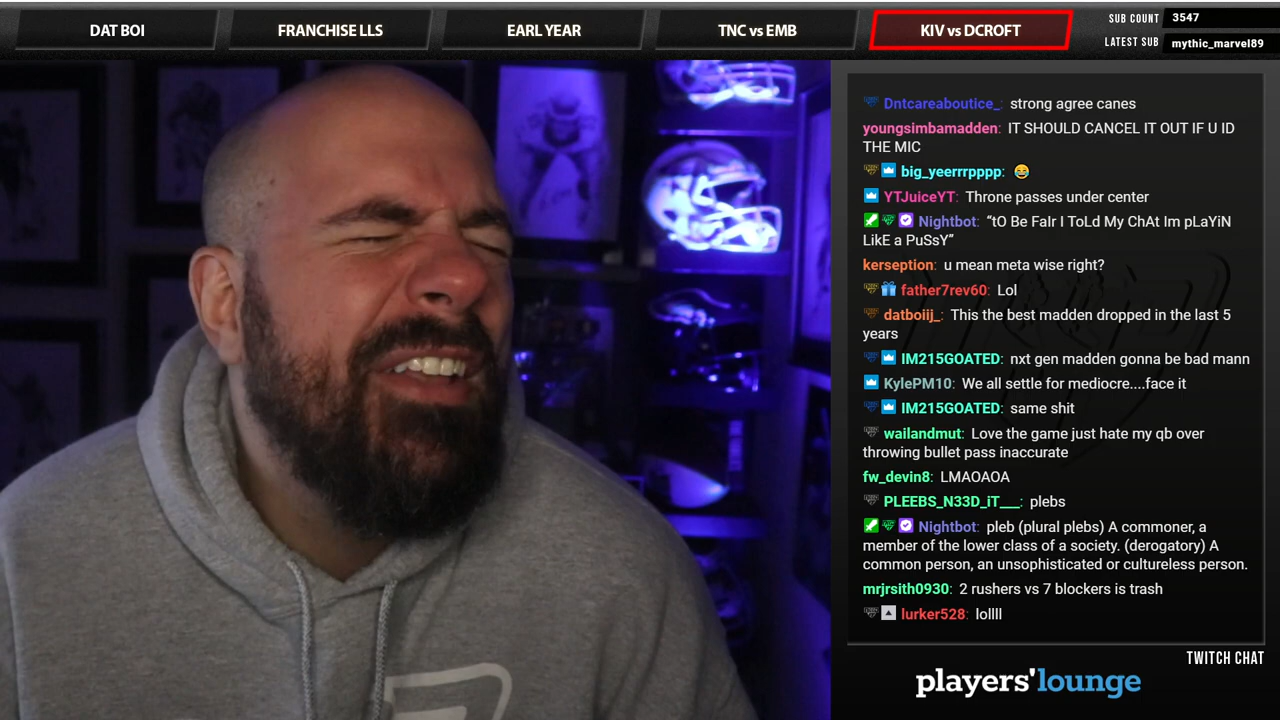 DAT BOI
FRANCHISE LLS
EARL YEAR
TNC vs EMB
KIV vs DCROFT
SUB COUNT 3547
LATEST SUB mythic_marvel89
Dntcareaboutice_: strong agree canes
youngsimbamadden: IT SHOULD CANCEL IT OUT IF U ID
THE MIC
big_yeerrrpppp: 😂
YTJuiceYT: Throne passes under center
Nightbot: “tO Be FaIr I ToLd My ChAt Im pLaYiN
LikE a PuSsY”
kerseption: u mean meta wise right?
father7rev60: Lol
datboiij_: This the best madden dropped in the last 5
years
IM215GOATED: nxt gen madden gonna be bad mann
KylePM10: We all settle for mediocre....face it
IM215GOATED: same shit
wailandmut: Love the game just hate my qb over
throwing bullet pass inaccurate
fw_devin8: LMAOAOA
PLEEBS_N33D_iT___: plebs
Nightbot: pleb (plural plebs) A commoner, a
member of the lower class of a society. (derogatory) A
common person, an unsophisticated or cultureless person.
mrjrsith0930: 2 rushers vs 7 blockers is trash
lurker528: lollll
TWITCH CHAT
players'lounge